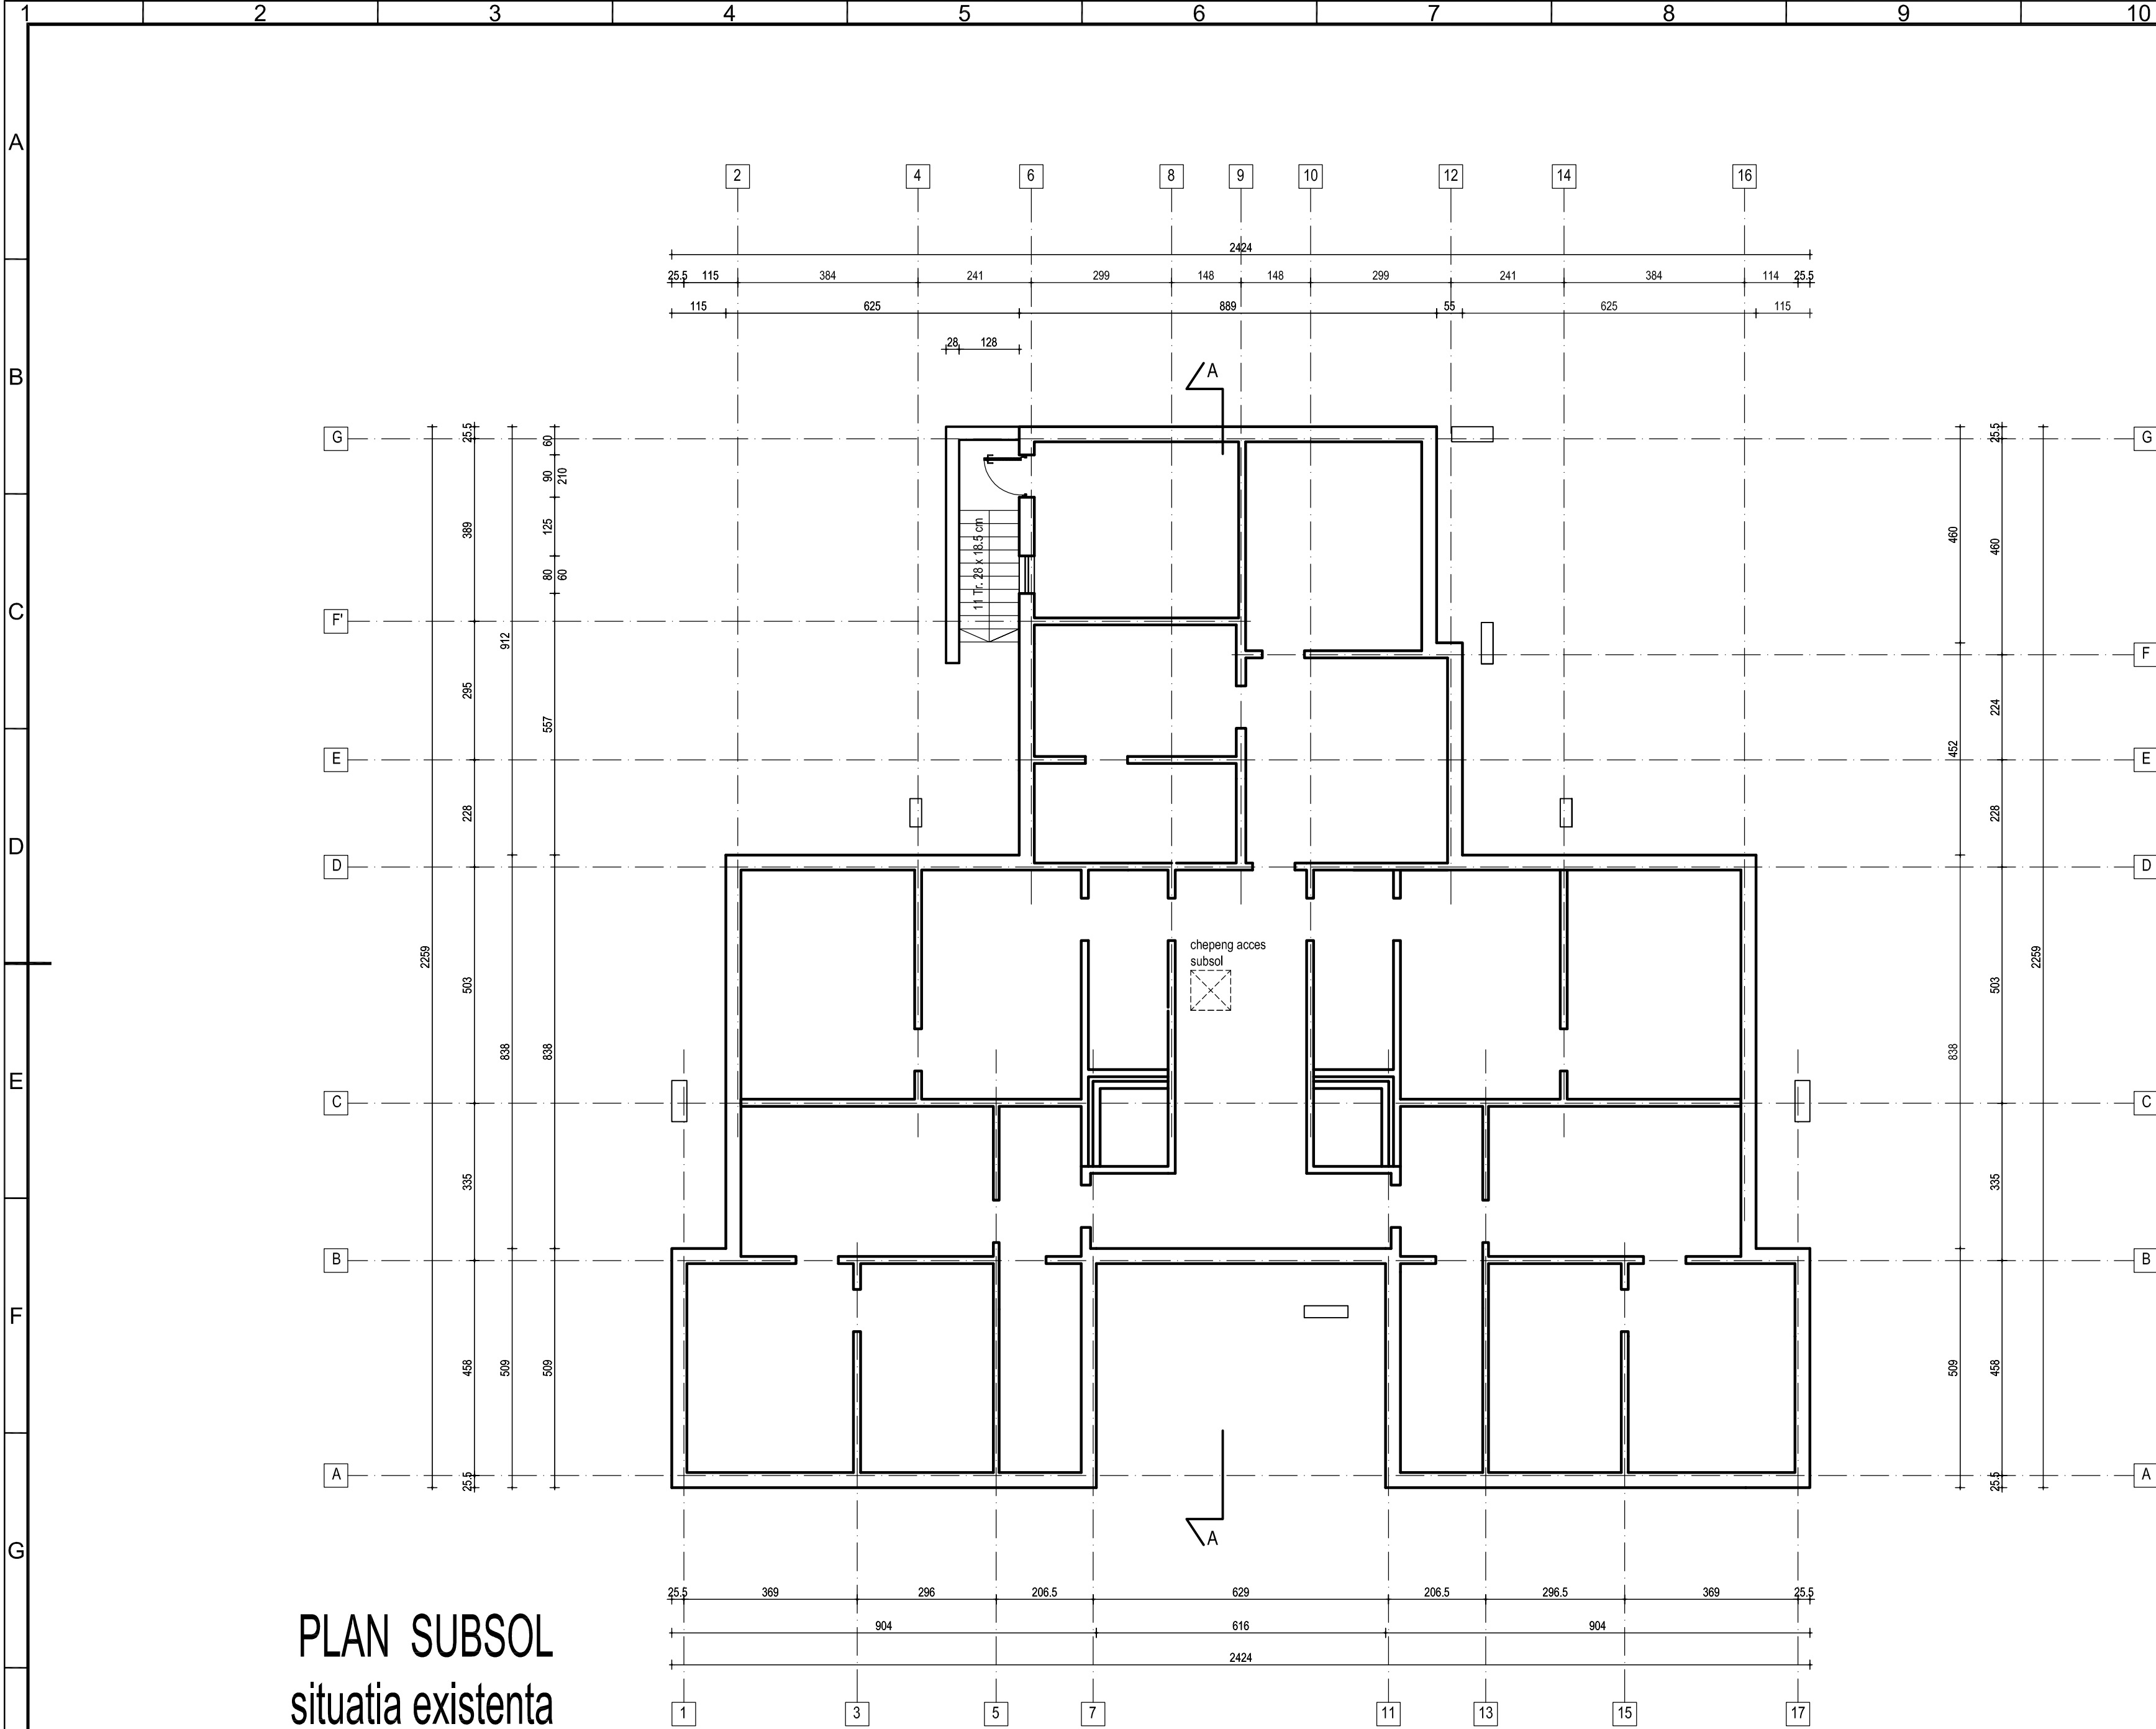 1 2 3 4 5 6 7 8 9 10
A
B
C
D
E
F
G
2 4 6 8 9 10 12 14 16
2424
25.5 115 384 241 299 148 148 299 241 384 114 25.5
115 625 889 55 625 115
28 128
A
G 25.5 60 25.5 G
90 210
389 125 460 460
80 60
11 Tr. 28 x 18.5 cm
F'
912
F
295 557 452 224
E E
228 228
D D
chepeng acces
subsol
2259 503 503 2259
838 838 838
C C
335 335
B B
458 509 509 509 458
A 25.5 25.5 A
A
25.5 369 296 206.5 629 206.5 296.5 369 25.5
904 616 904
2424
PLAN SUBSOL
situatia existenta
1 3 5 7 11 13 15 17